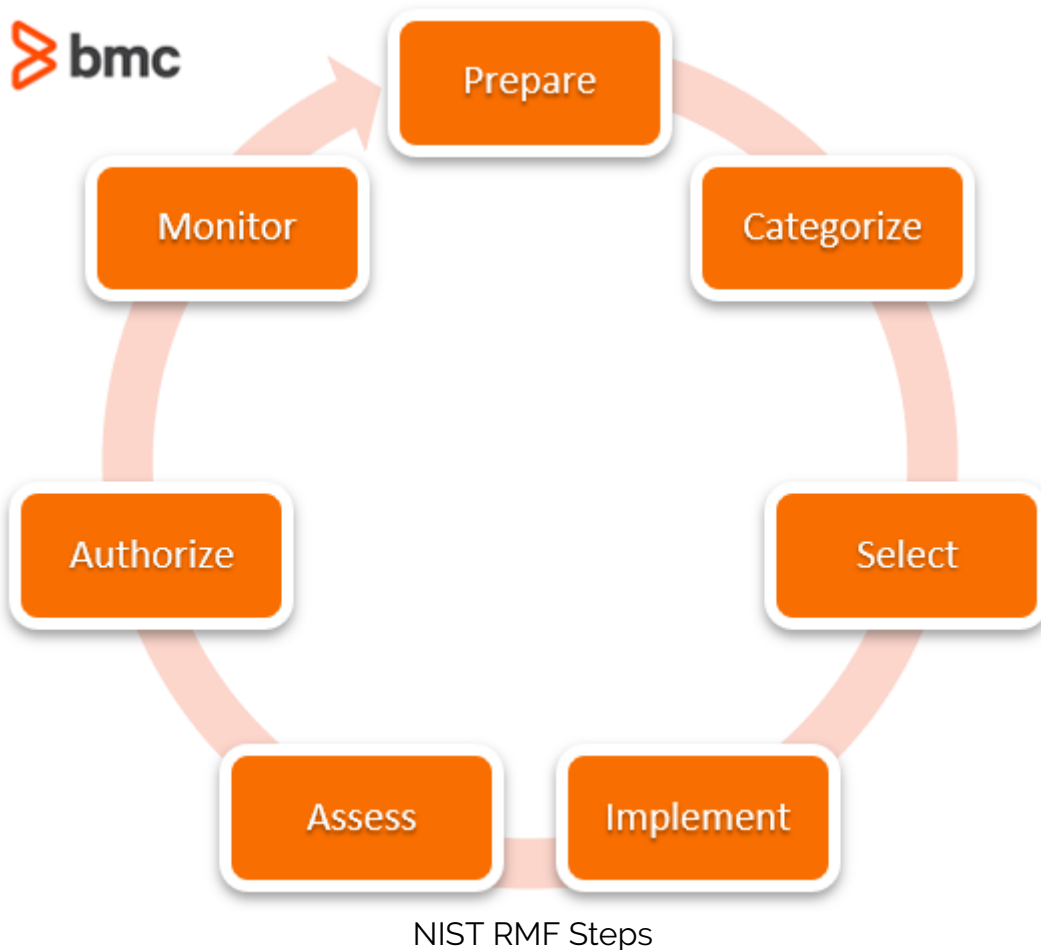 bmc
Prepare
Categorize
Select
Implement
Assess
Authorize
Monitor
NIST RMF Steps